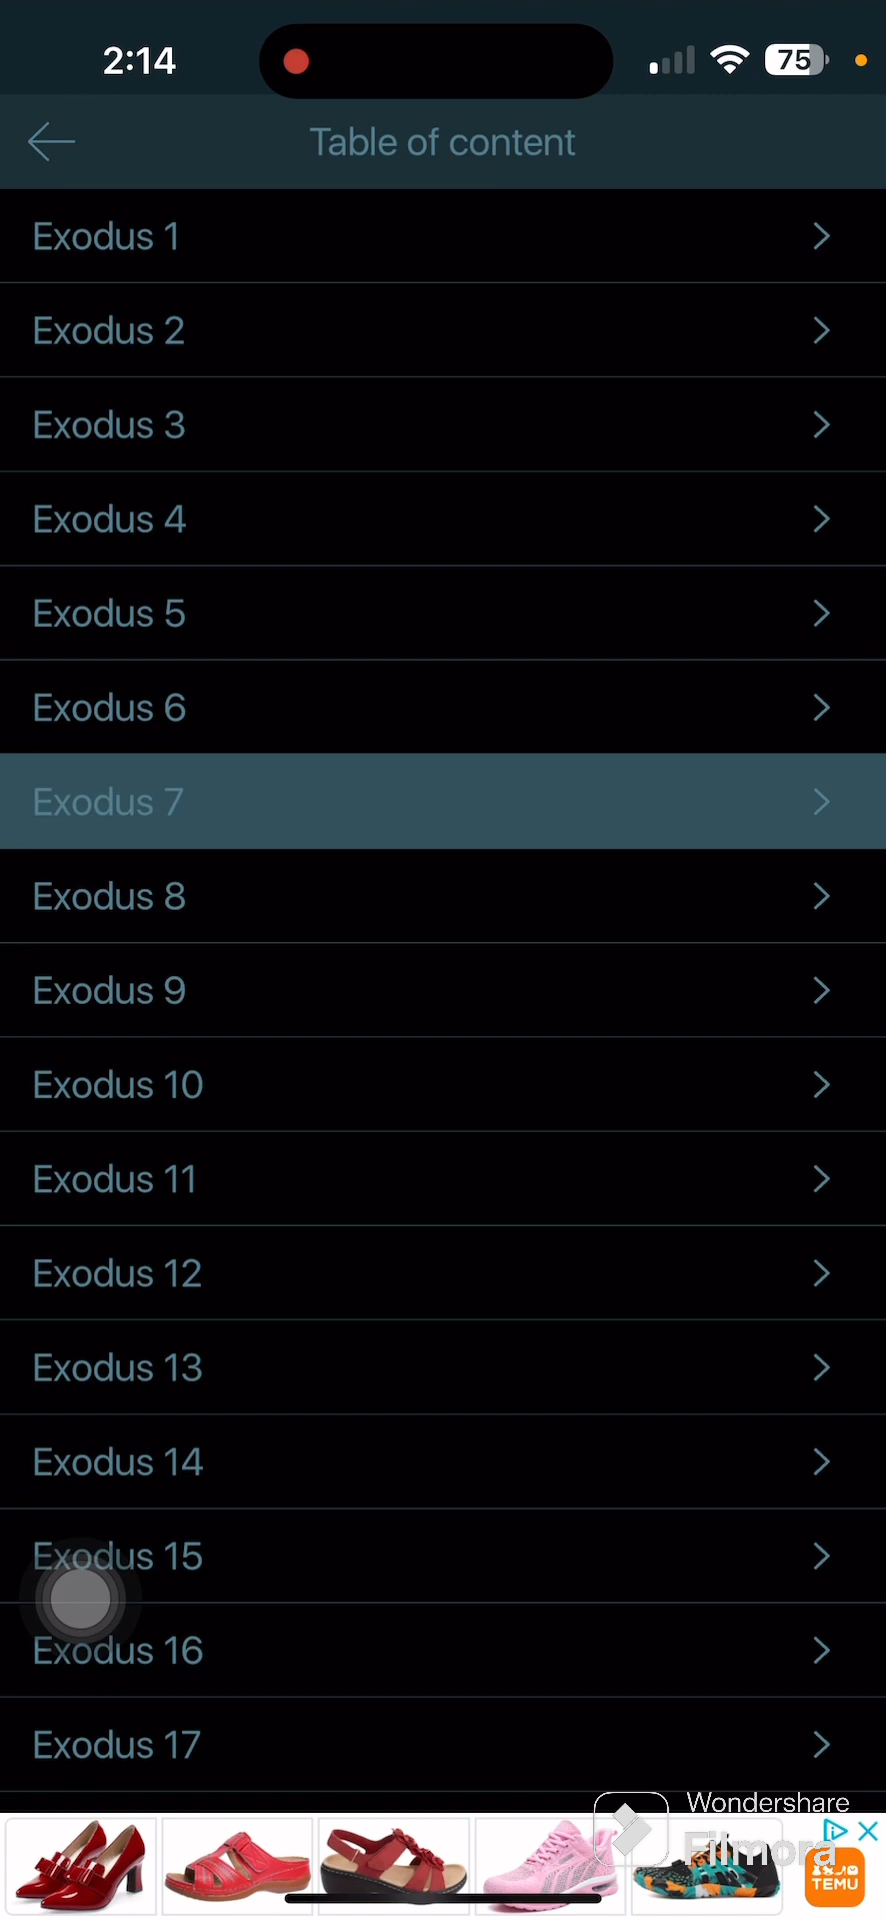 2:14
75
Table of content
Exodus 1
Exodus 2
Exodus 3
Exodus 4
Exodus 5
Exodus 6
Exodus 7
Exodus 8
Exodus 9
Exodus 10
Exodus 11
Exodus 12
Exodus 13
Exodus 14
Exodus 15
Exodus 16
Exodus 17
Wondershare
Filmora
TEMU